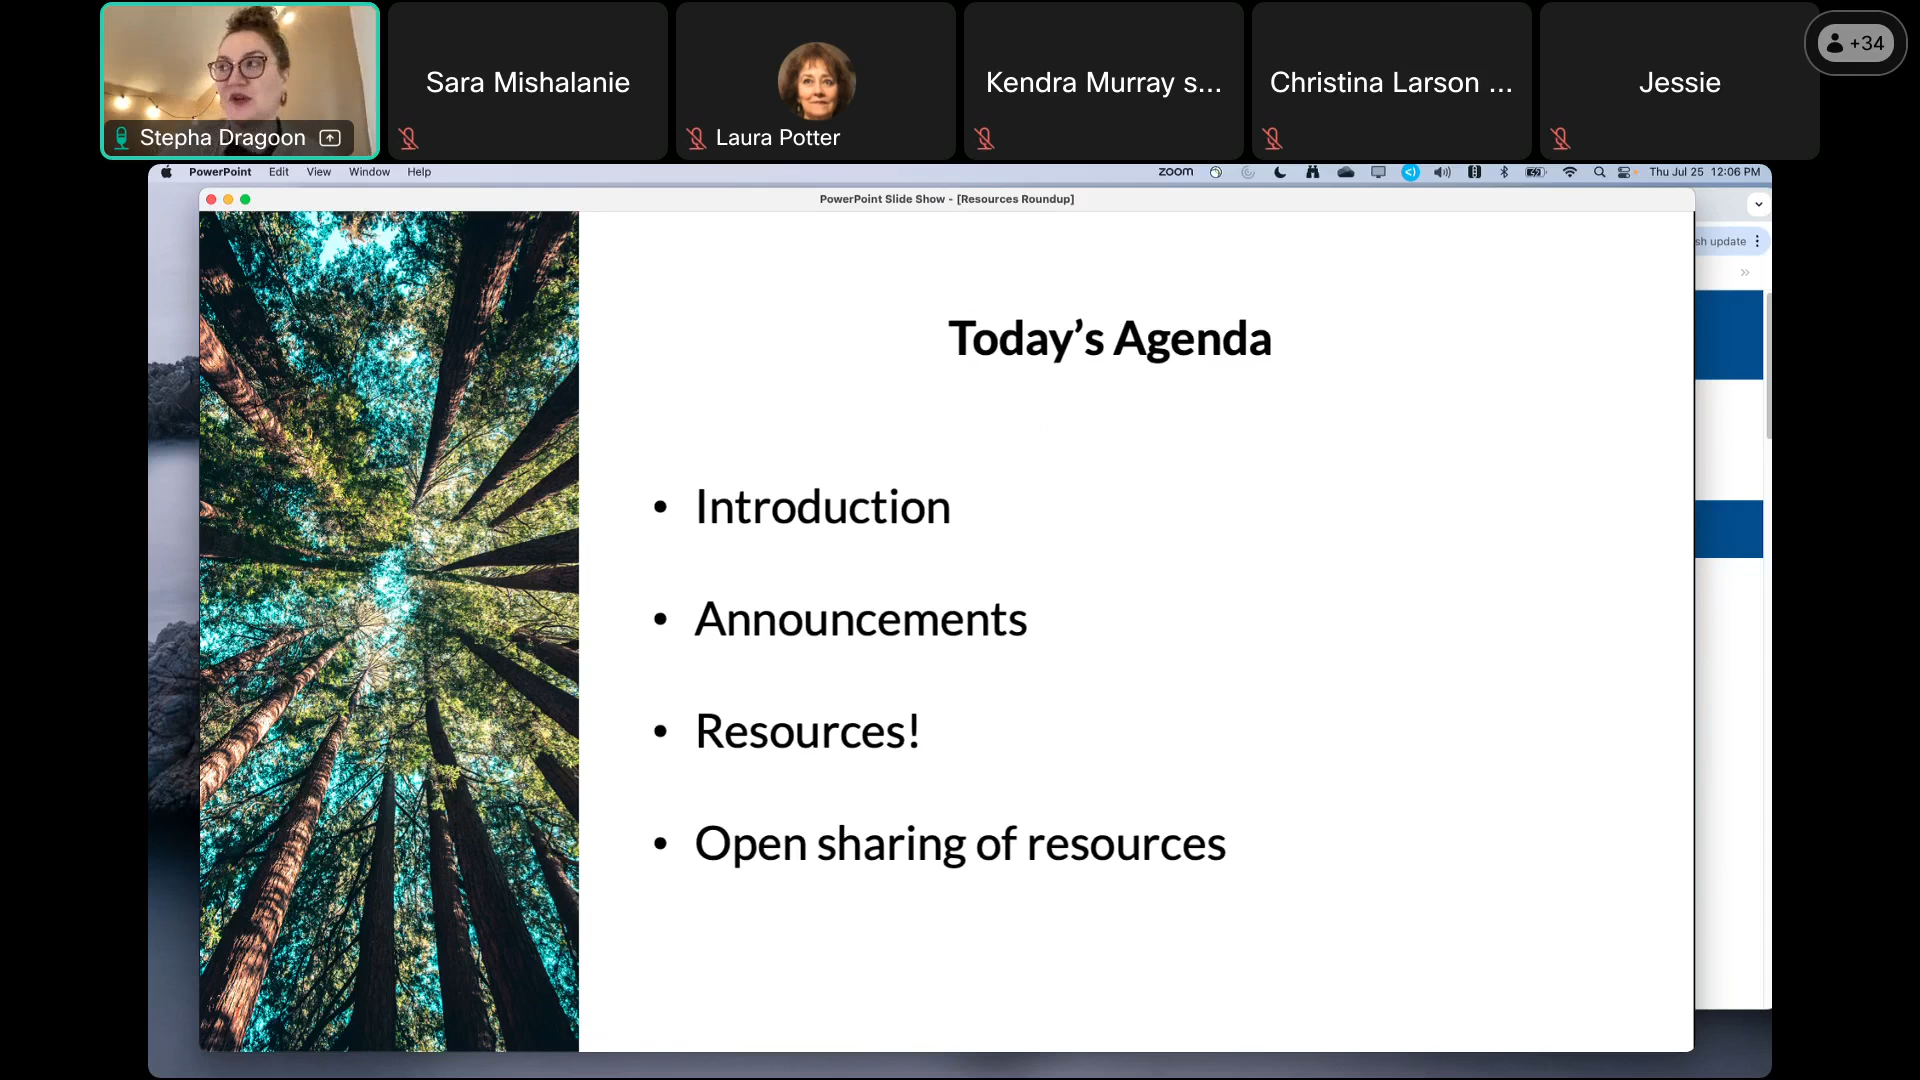 Stepha Dragoon
Sara Mishalanie
Laura Potter
Kendra Murray s...
Christina Larson ...
Jessie
+34
PowerPoint Edit View Window Help
zoom
Thu Jul 25 12:06 PM
PowerPoint Slide Show - [Resources Roundup]
sh update
Today’s Agenda
• Introduction
• Announcements
• Resources!
• Open sharing of resources